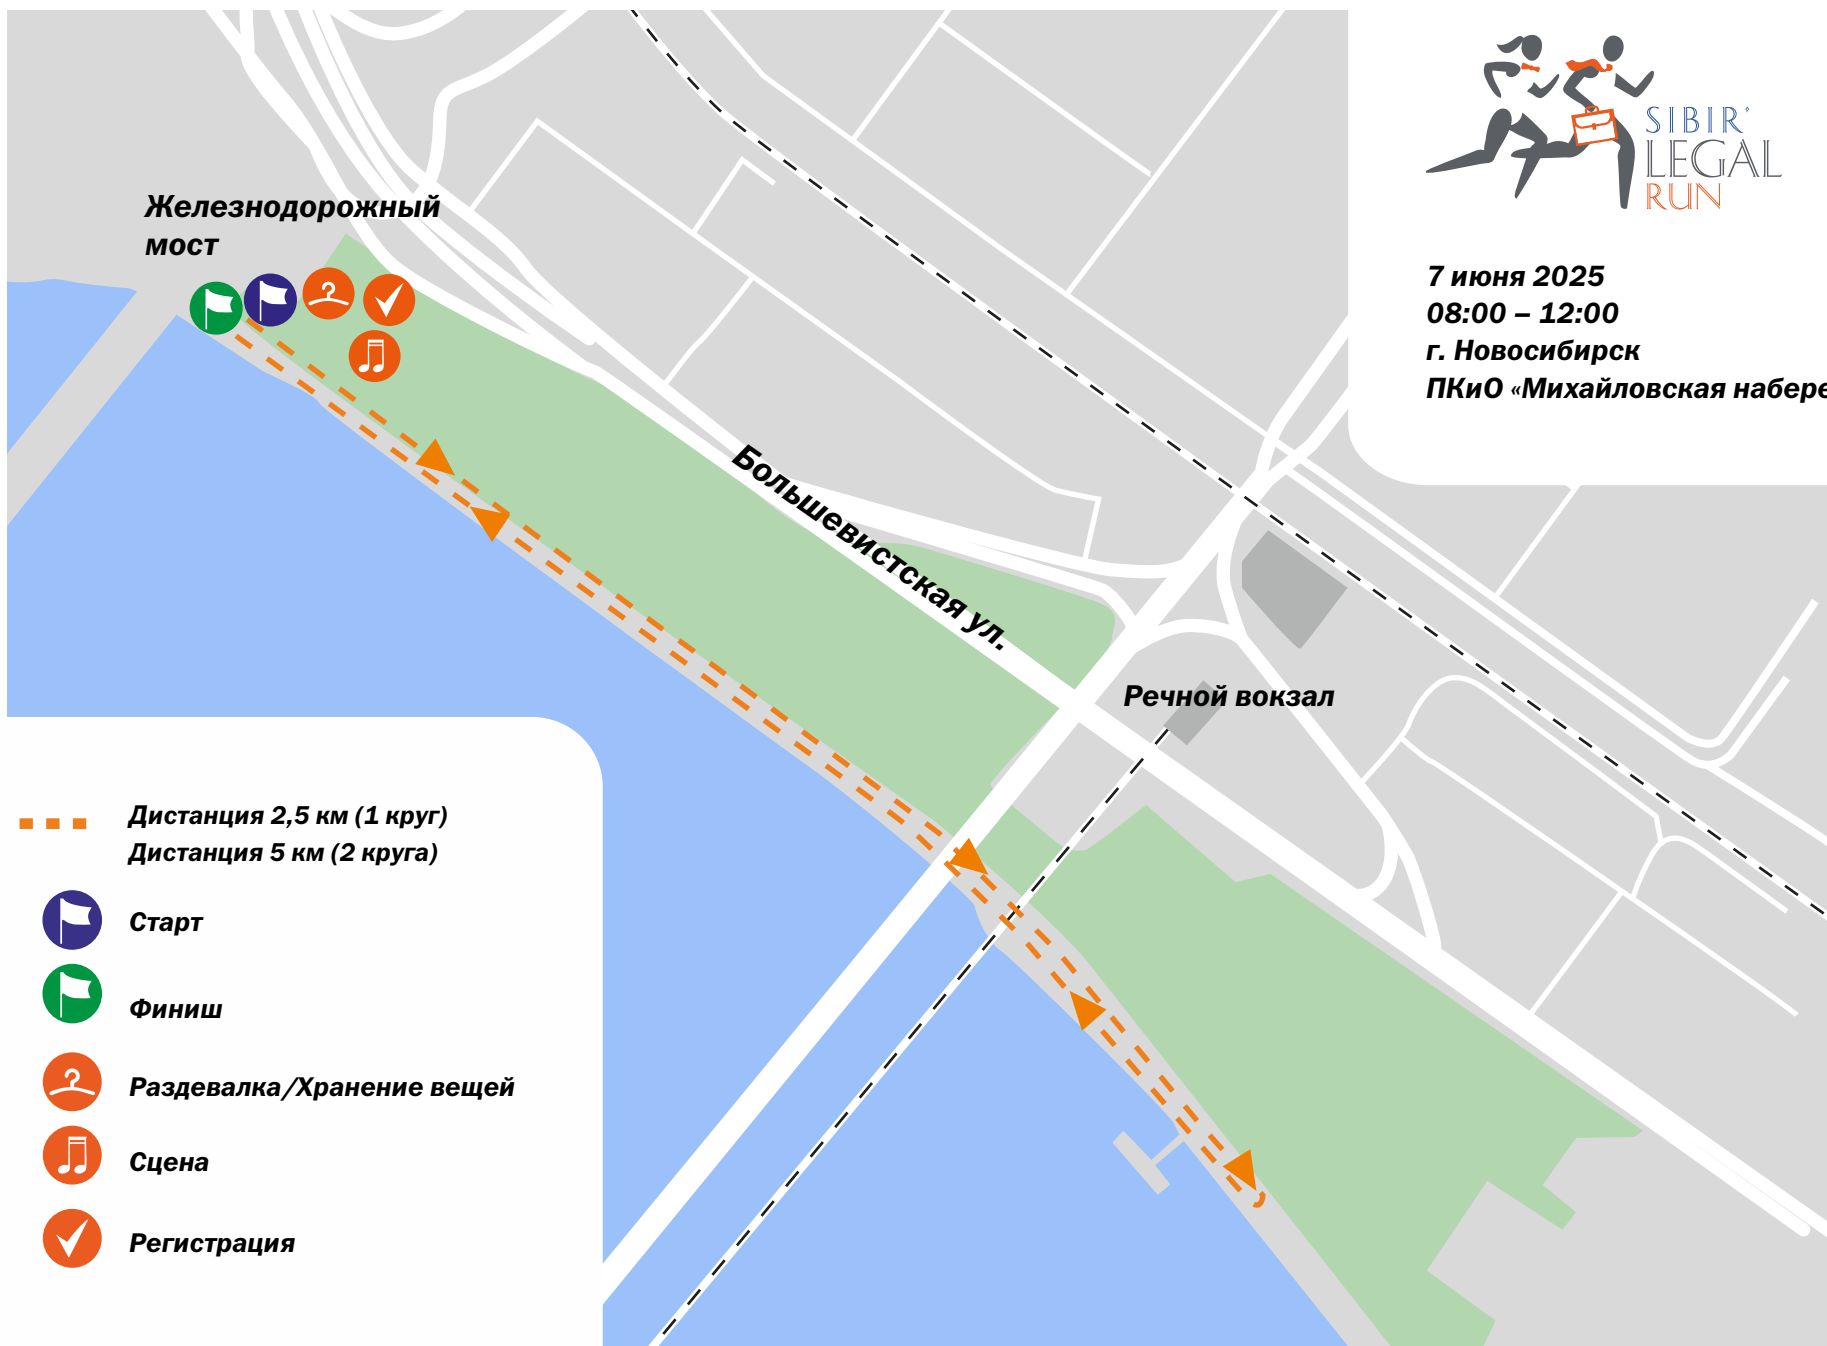 SIBIR'
LEGAL
RUN
7 июня 2025
08:00 – 12:00
г. Новосибирск
ПКиО «Михайловская набере
Железнодорожный
мост
Большевистская ул.
Речной вокзал
Дистанция 2,5 км (1 круг)
Дистанция 5 км (2 круга)
Старт
Финиш
Раздевалка/Хранение вещей
Сцена
Регистрация